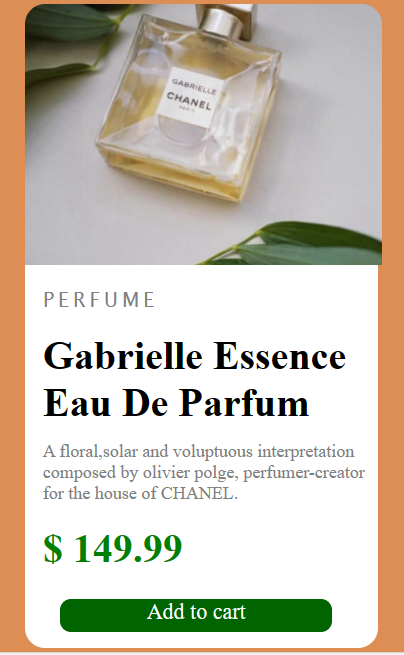 GABRIELLE
CHANEL
PARIS
PERFUME
Gabrielle Essence
Eau De Parfum
A floral,solar and voluptuous interpretation
composed by olivier polge, perfumer-creator
for the house of CHANEL.
$ 149.99
Add to cart